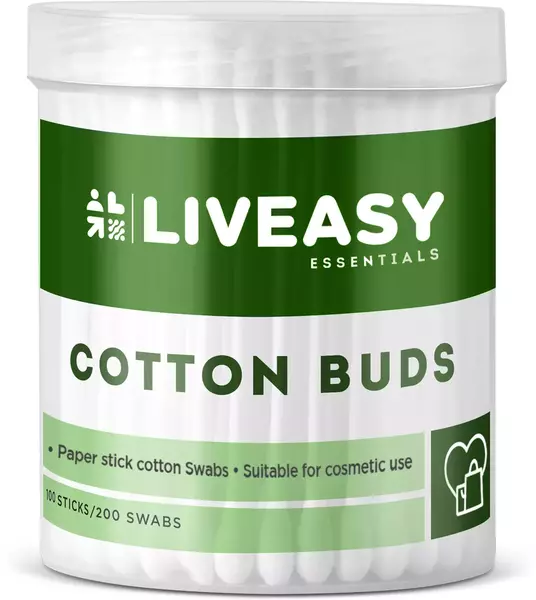 LIVEASY
ESSENTIALS
COTTON BUDS
• Paper stick cotton Swabs • Suitable for cosmetic use
100 STICKS/200 SWABS